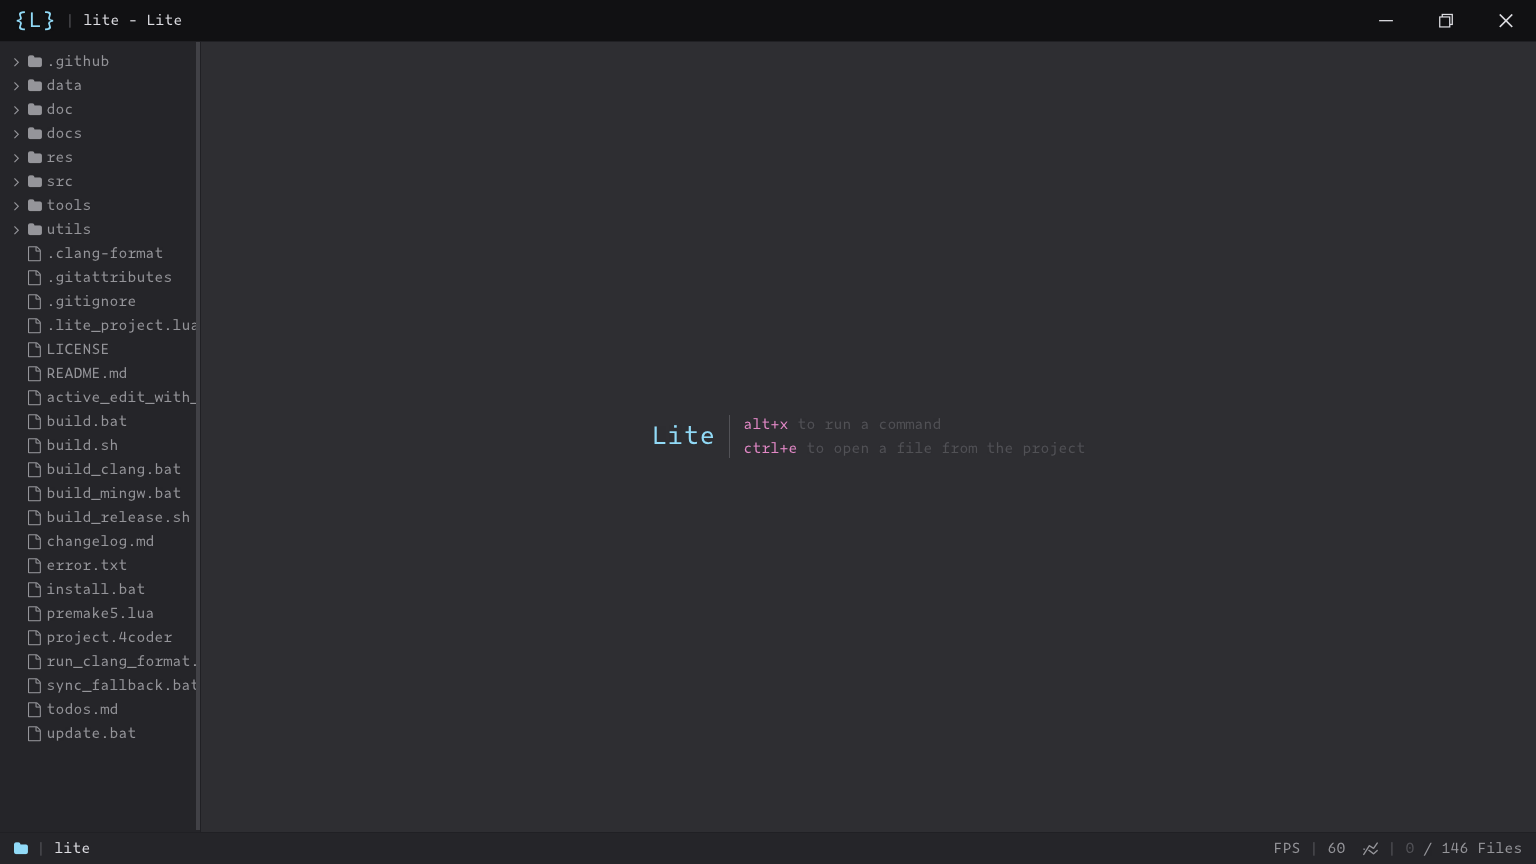 {L} | lite - Lite
.github
data
doc
docs
res
src
tools
utils
.clang-format
.gitattributes
.gitignore
.lite_project.lua
LICENSE
README.md
active_edit_with_
build.bat
build.sh
build_clang.bat
build_mingw.bat
build_release.sh
changelog.md
error.txt
install.bat
premake5.lua
project.4coder
run_clang_format.
sync_fallback.bat
todos.md
update.bat
Lite
alt+x to run a command
ctrl+e to open a file from the project
| lite
FPS | 60 | 0 / 146 Files